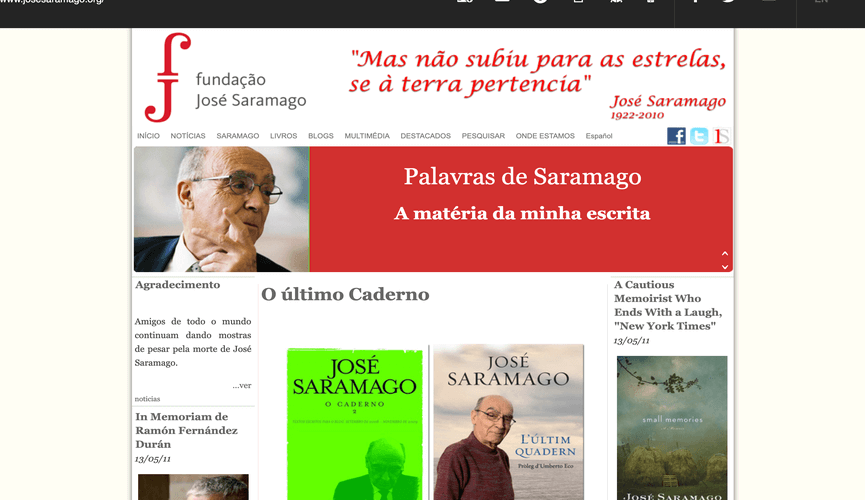 www.josesaramago.org/
EN
fundação
José Saramago
"Mas não subiu para as estrelas,
se à terra pertencia"
José Saramago
1922-2010
INÍCIO NOTÍCIAS SARAMAGO LIVROS BLOGS MULTIMÉDIA DESTACADOS PESQUISAR ONDE ESTAMOS Español
Palavras de Saramago
A matéria da minha escrita
Agradecimento
Amigos de todo o mundo
continuam dando mostras
de pesar pela morte de José
Saramago.
...ver
noticias
In Memoriam de
Ramón Fernández
Durán
13/05/11
O último Caderno
JOSÉ
SARAMAGO
O CADERNO
2
JOSÉ
SARAMAGO
L'ÚLTIM
QUADERN
Pròleg d'Umberto Eco
A Cautious
Memoirist Who
Ends With a Laugh,
"New York Times"
13/05/11
small memories
JOSÉ SARAMAGO